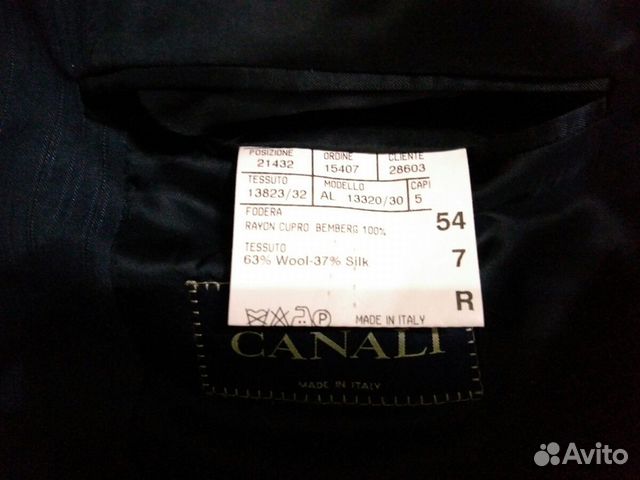 POSIZIONE ORDINE CLIENTE
21432 15407 28603
TESSUTO MODELLO CAPI
13823/32 AL 13320/30 5
FODERA
RAYON CUPRO BEMBERG 100%
54
TESSUTO
63% Wool-37% Silk
7
R
P
MADE IN ITALY
CANALI
MADE IN ITALY
Avito